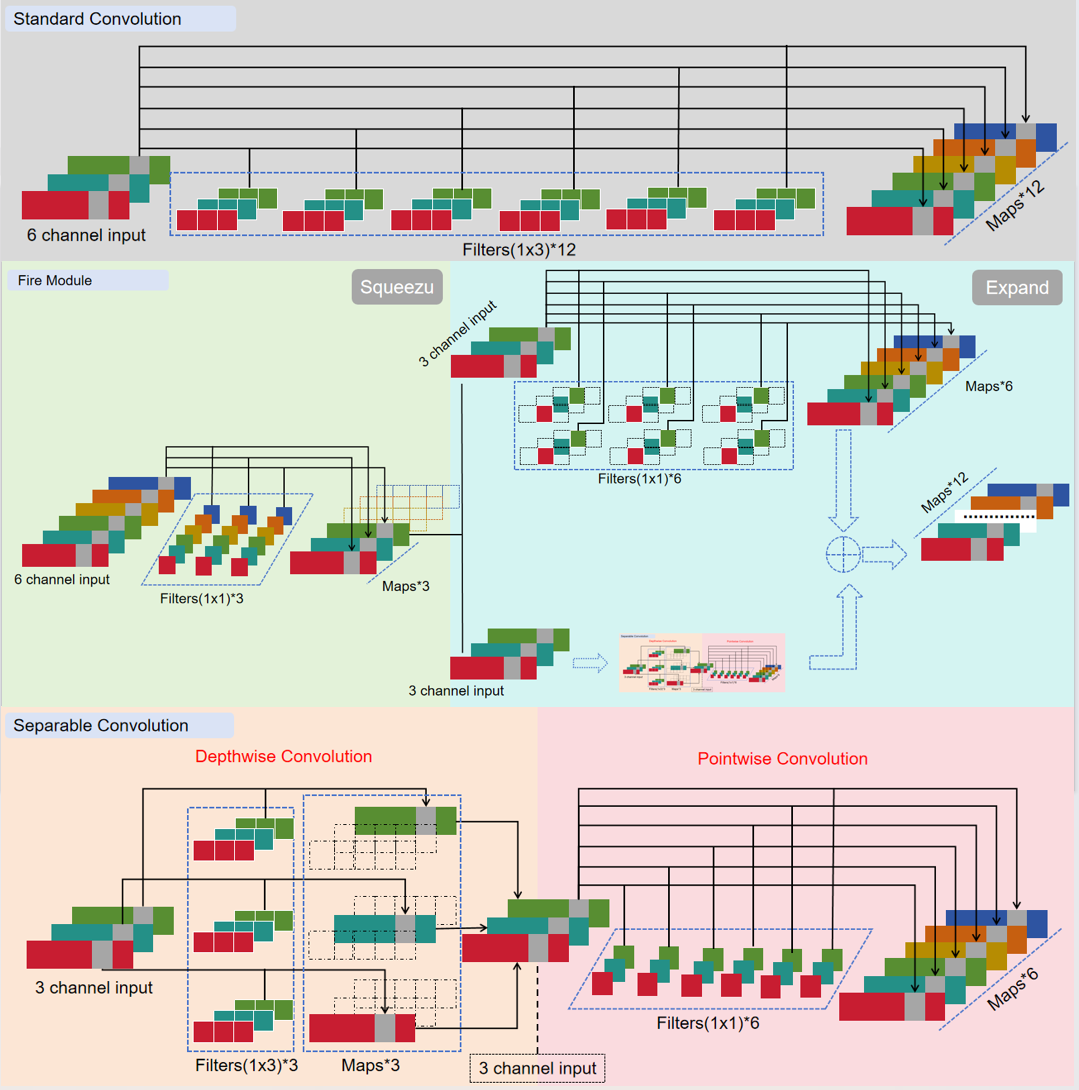 Standard Convolution
6 channel input
Filters(1x3)*12
Maps*12
Fire Module
Squeezu
Expand
3 channel input
Maps*6
Filters(1x1)*6
Maps*12
6 channel input
Filters(1x1)*3
Maps*3
3 channel input
Separable Convolution
Depthwise Convolution
Pointwise Convolution
3 channel input
Filters(1x3)*3
Maps*3
3 channel input
Filters(1x1)*6
Maps*6